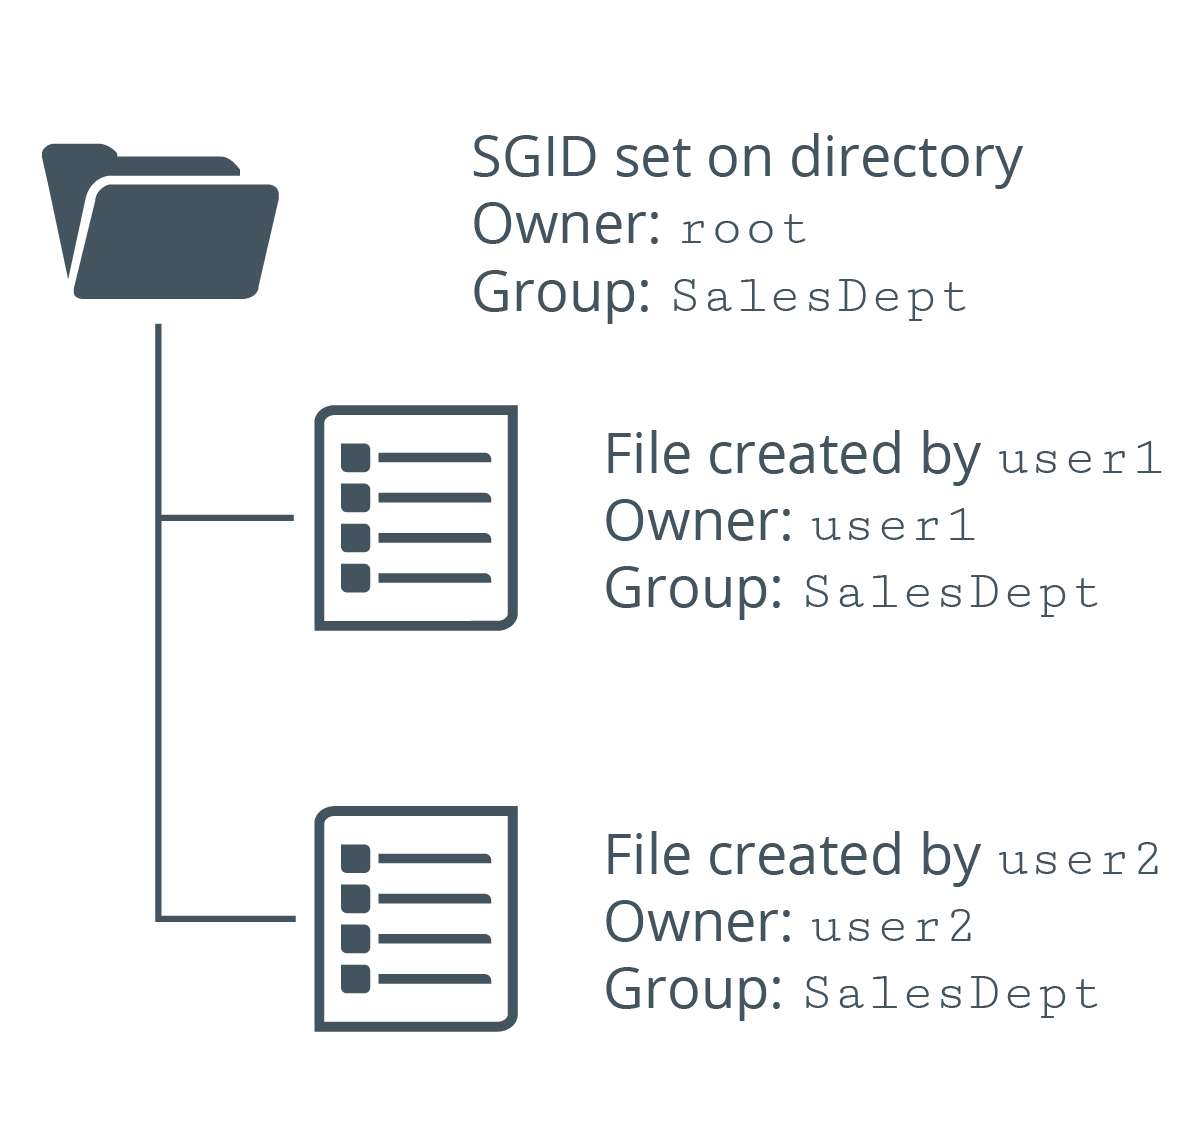 SGID set on directory
Owner: root
Group: SalesDept
File created by user1
Owner: user1
Group: SalesDept
File created by user2
Owner: user2
Group: SalesDept